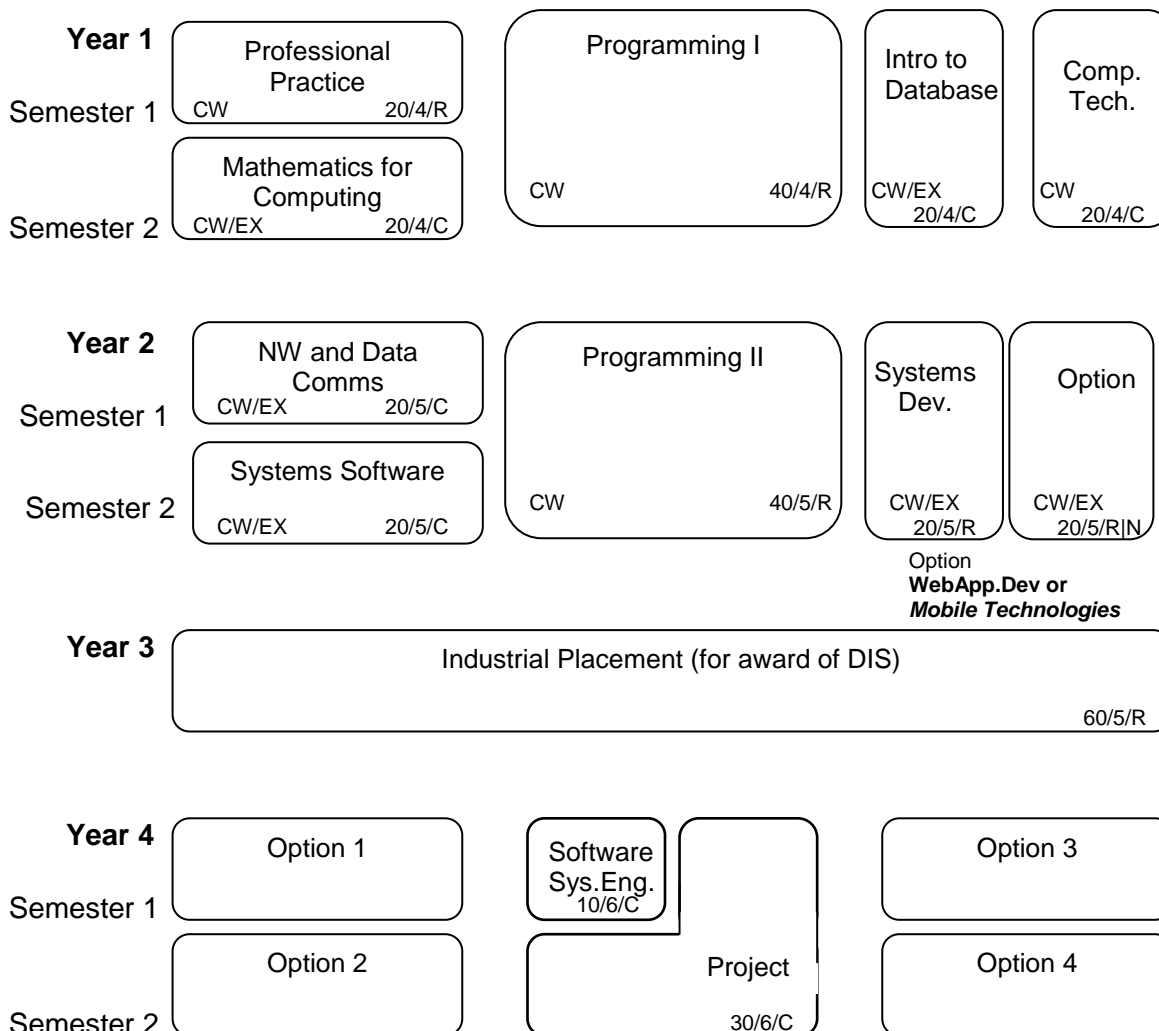 Year 1
Professional
Practice
CW 20/4/R
Programming I
CW 40/4/R
Intro to
Database
CW/EX
20/4/C
Comp.
Tech.
CW
20/4/C
Semester 1
Mathematics for
Computing
CW/EX 20/4/C
Semester 2
Year 2
NW and Data
Comms
CW/EX 20/5/C
Programming II
CW 40/5/R
Systems
Dev.
CW/EX
20/5/R
Option
CW/EX
20/5/R|N
Semester 1
Systems Software
CW/EX 20/5/C
Semester 2
Option
WebApp.Dev or
Mobile Technologies
Year 3
Industrial Placement (for award of DIS)
60/5/R
Year 4
Option 1
Software
Sys.Eng.
10/6/C
Option 3
Semester 1
Option 2
Project
30/6/C
Option 4
Semester 2